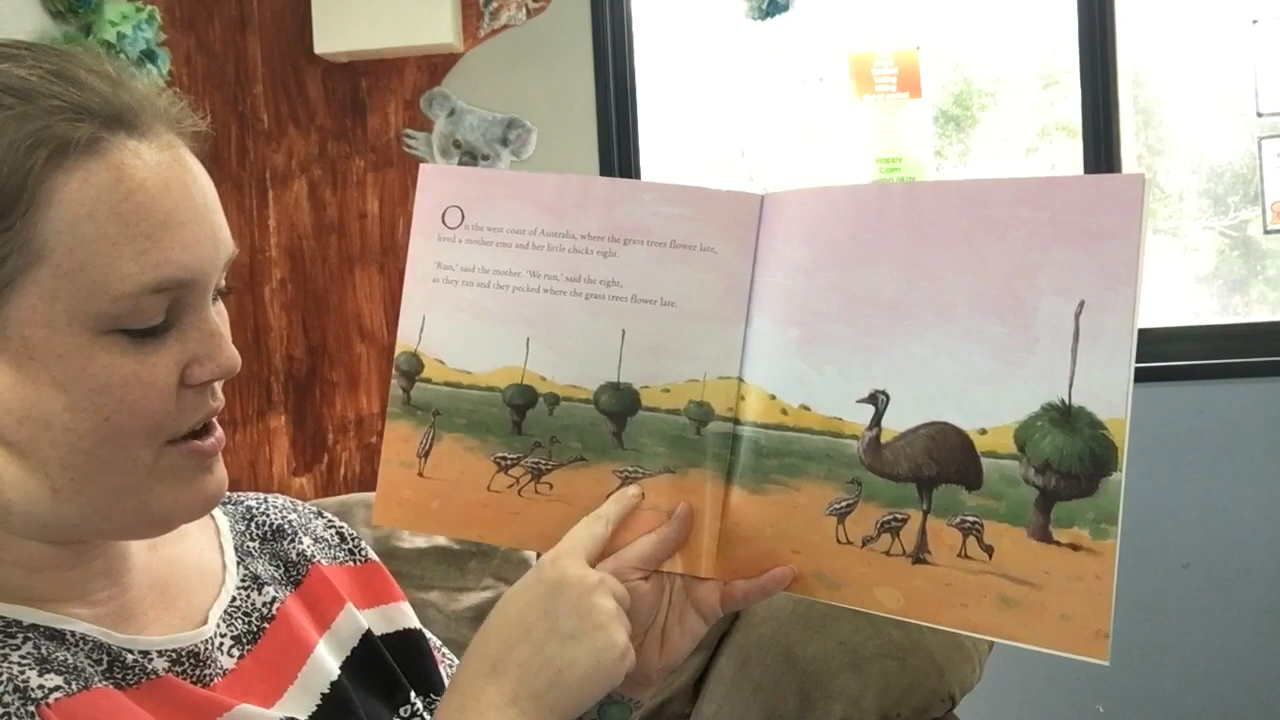 On the west coast of Australia, where the grass trees flower late,
lived a mother emu and her little chicks eight.
'Run,' said the mother. 'We run,' said the eight,
as they ran and they pecked where the grass trees flower late.
Happy